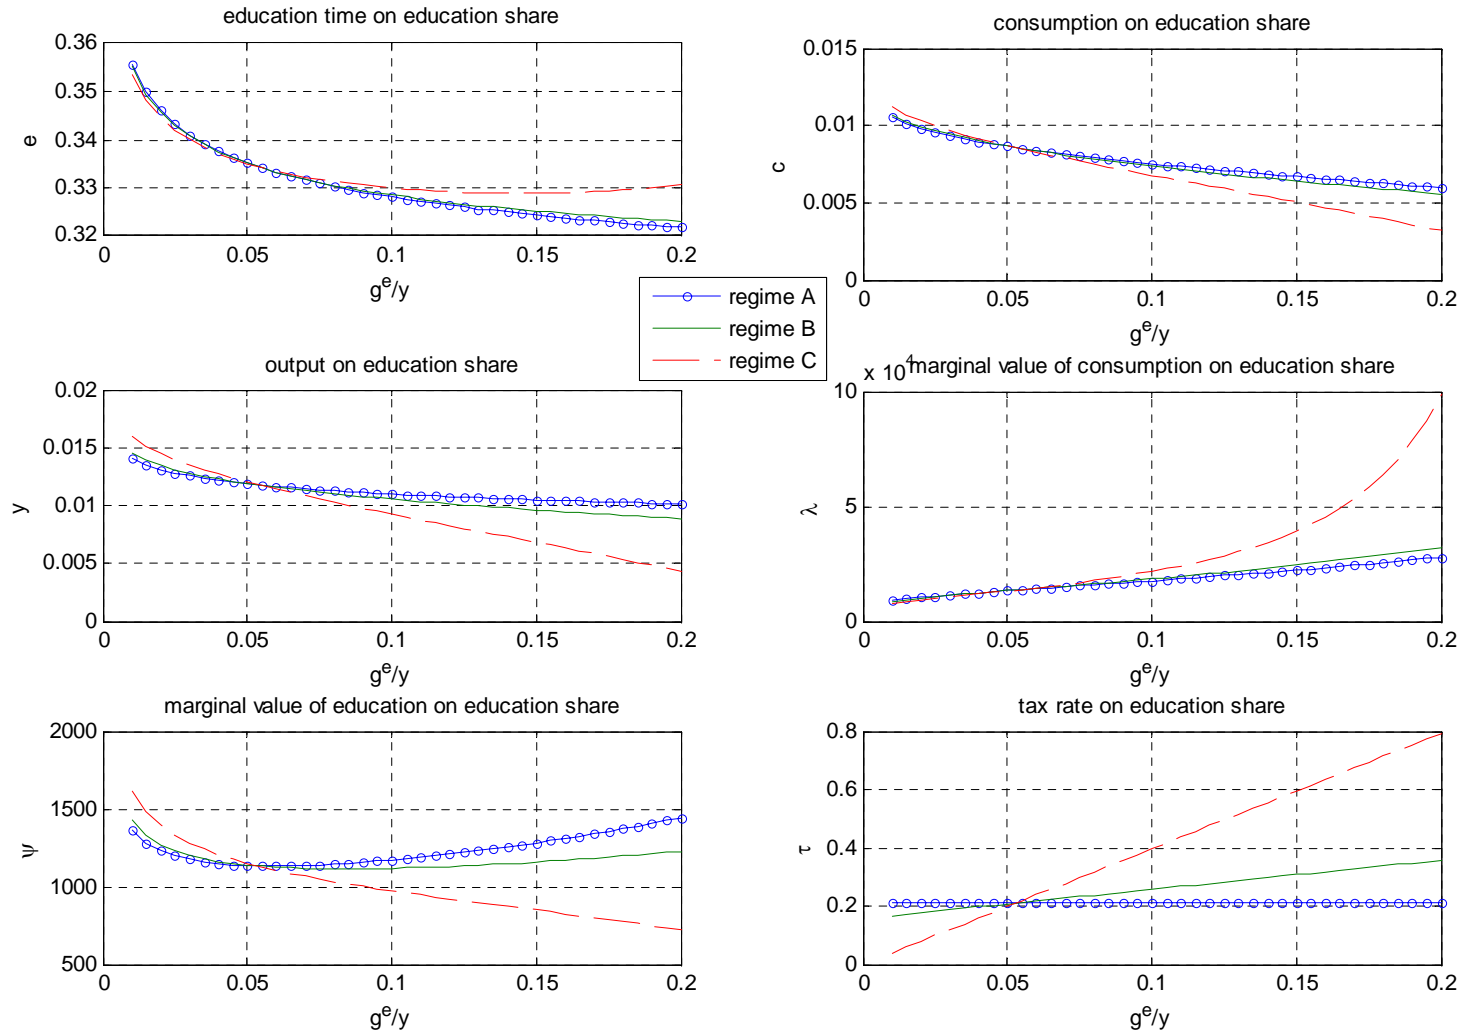 education time on education share
0.36
0.35
0.34
0.33
0.32
e
0 0.05 0.1 0.15 0.2
g^e/y
consumption on education share
0.015
0.01
0.005
0
c
0 0.05 0.1 0.15 0.2
g^e/y
regime A
regime B
regime C
output on education share
0.02
0.015
0.01
0.005
0
y
0 0.05 0.1 0.15 0.2
g^e/y
x 10^4
marginal value of consumption on education share
10
5
0
λ
0 0.05 0.1 0.15 0.2
g^e/y
marginal value of education on education share
2000
1500
1000
500
ψ
0 0.05 0.1 0.15 0.2
g^e/y
tax rate on education share
0.8
0.6
0.4
0.2
0
τ
0 0.05 0.1 0.15 0.2
g^e/y